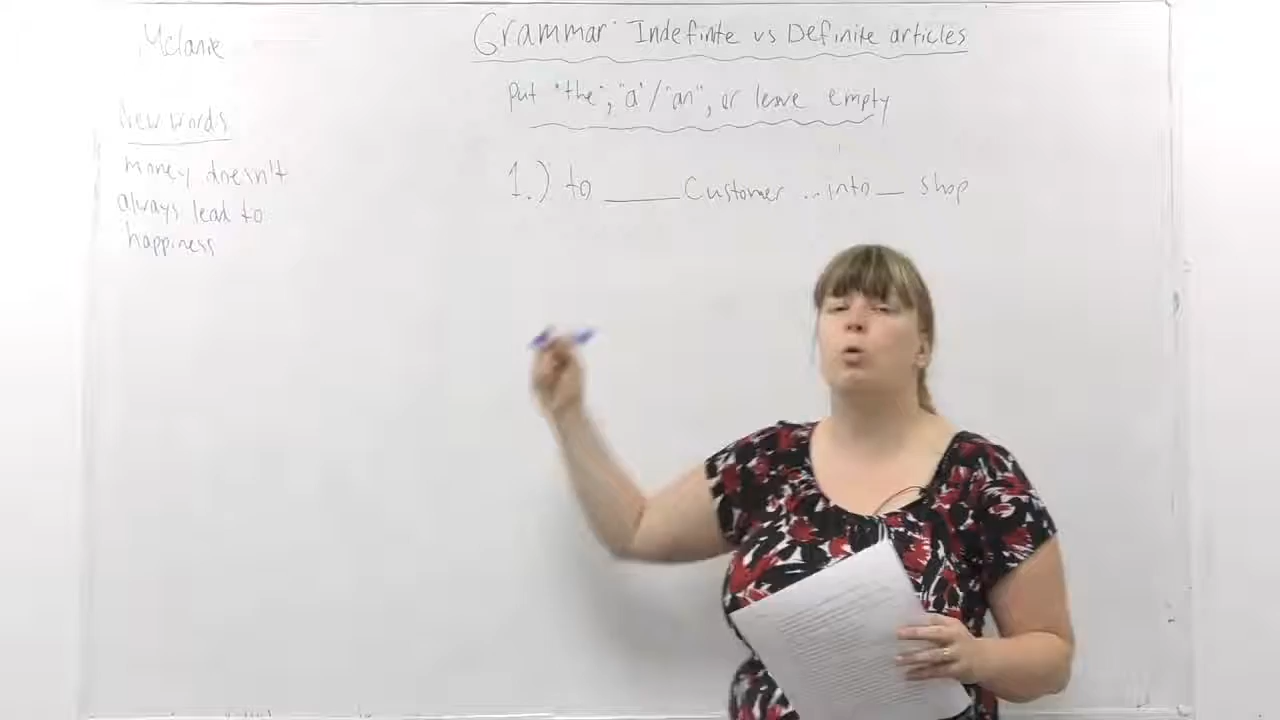 Melanie
New words
money doesn't
always lead to
happiness
Grammar: Indefinite vs Definite articles
put "the", "a"/"an", or leave empty
1.) to ____ Customer ...into __ shop